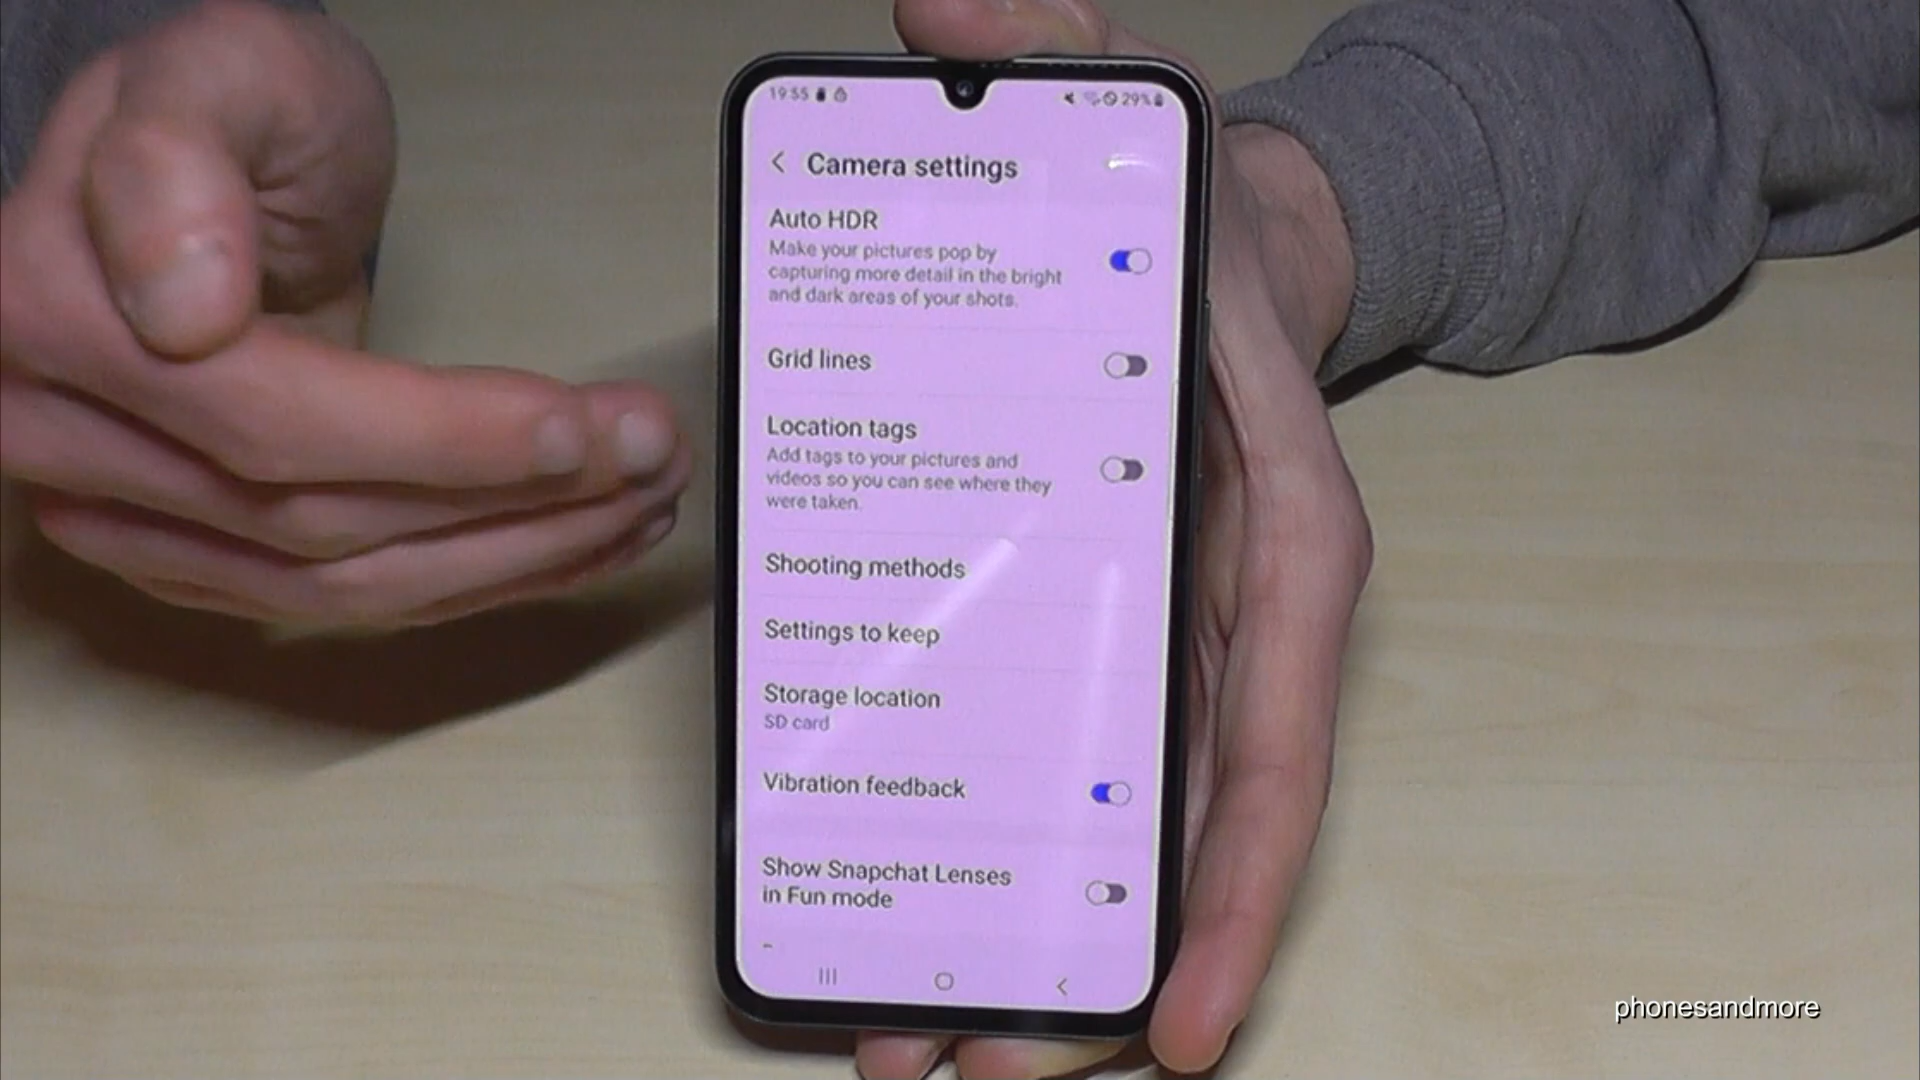 19:55
29%
Camera settings
Auto HDR
Make your pictures pop by
capturing more detail in the bright
and dark areas of your shots.
Grid lines
Location tags
Add tags to your pictures and
videos so you can see where they
were taken.
Shooting methods
Settings to keep
Storage location
SD card
Vibration feedback
Show Snapchat Lenses
in Fun mode
phonesandmore